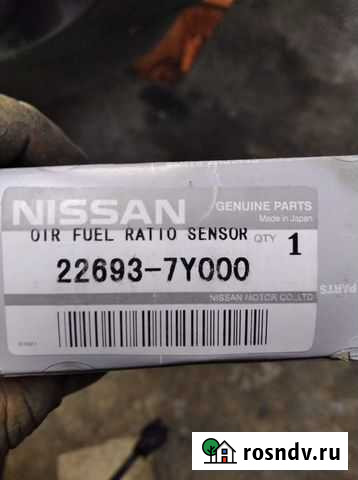 NISSAN
GENUINE PARTS
Made in Japan
OIR FUEL RATIO SENSOR QTY 1
22693-7Y000
PARTS
NISSAN MOTOR CO.,LTD.
rosndv.ru